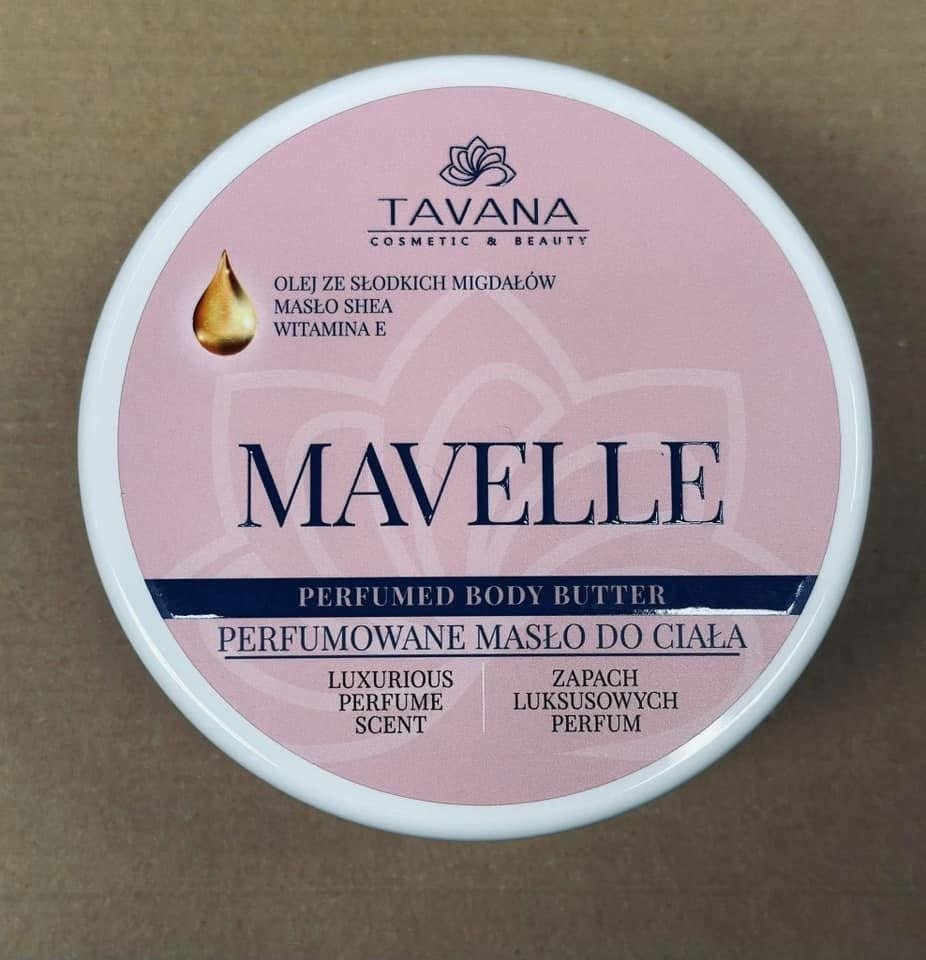 TAVANA
COSMETIC & BEAUTY
OLEJ ZE SŁODKICH MIGDAŁÓW
MASŁO SHEA
WITAMINA E
MAVELLE
PERFUMED BODY BUTTER
PERFUMOWANE MASŁO DO CIAŁA
LUXURIOUS
PERFUME
SCENT
ZAPACH
LUKSUSOWYCH
PERFUM